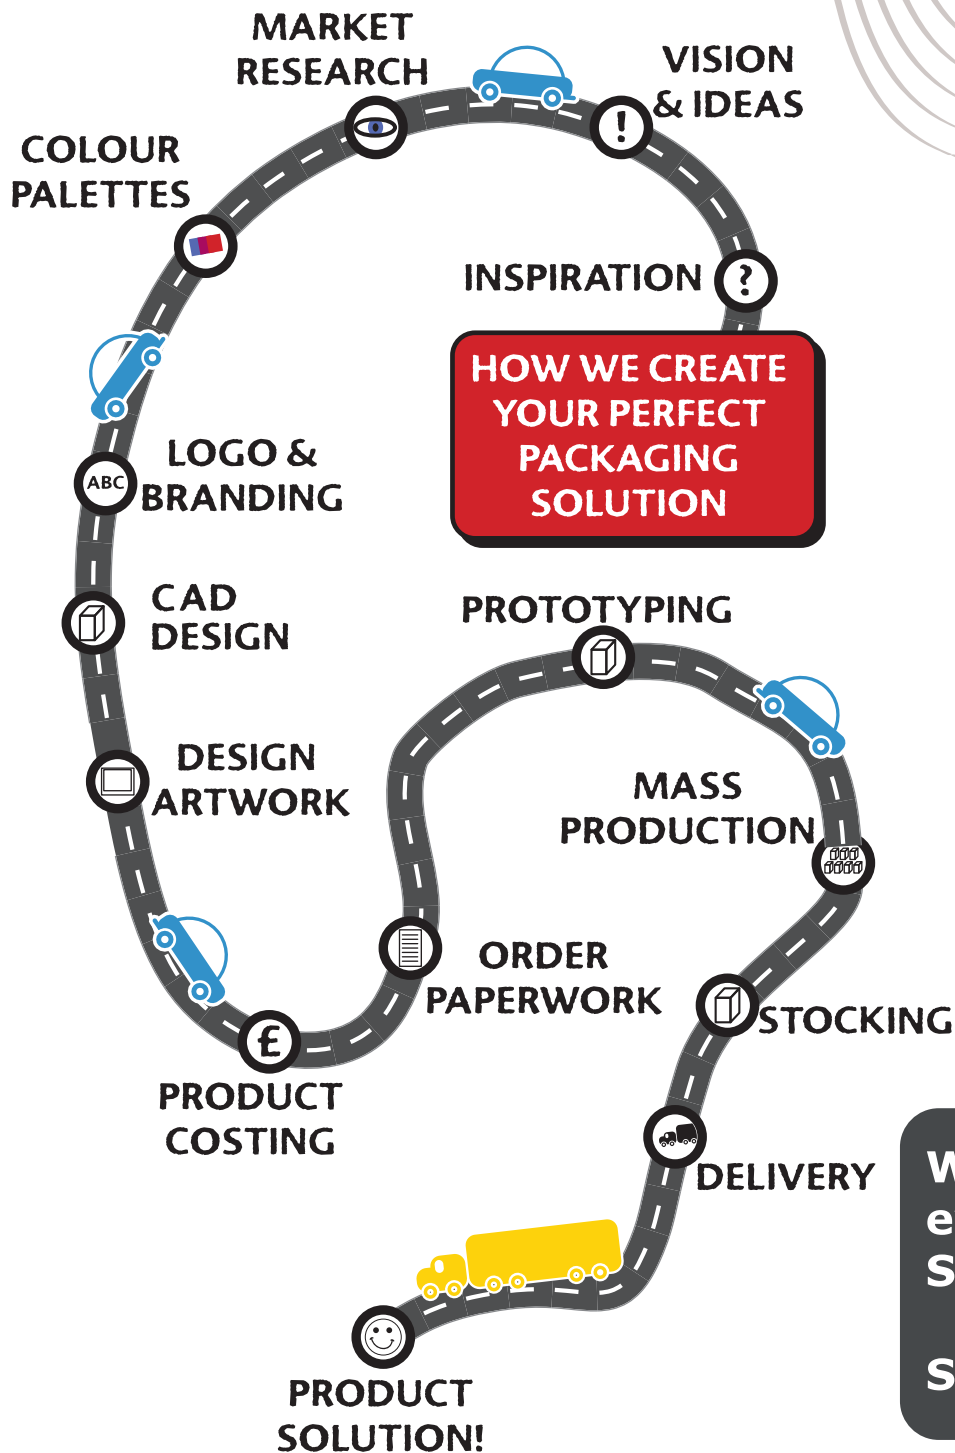 MARKET
RESEARCH
VISION
& IDEAS
!
COLOUR
PALETTES
INSPIRATION
?
HOW WE CREATE
YOUR PERFECT
PACKAGING
SOLUTION
LOGO &
BRANDING
ABC
CAD
DESIGN
PROTOTYPING
DESIGN
ARTWORK
MASS
PRODUCTION
ORDER
PAPERWORK
STOCKING
£
PRODUCT
COSTING
DELIVERY
PRODUCT
SOLUTION!